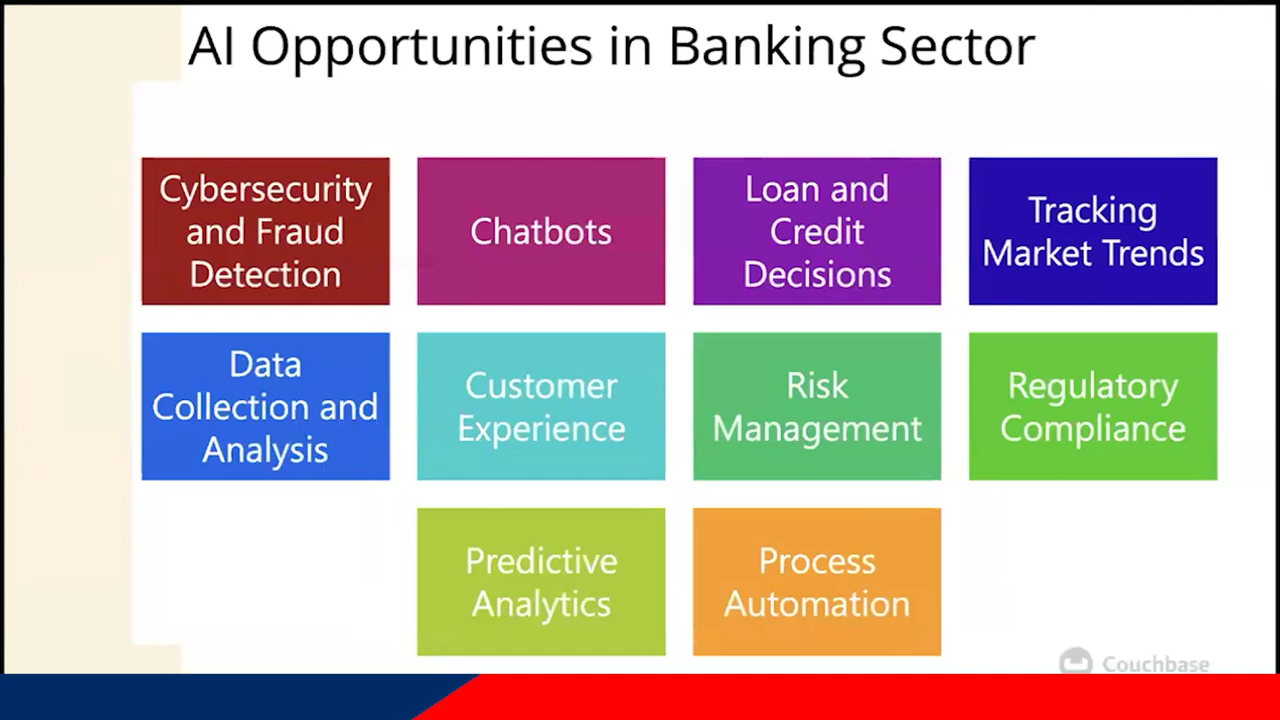 AI Opportunities in Banking Sector
Cybersecurity
and Fraud
Detection
Chatbots
Loan and
Credit
Decisions
Tracking
Market Trends
Data
Collection and
Analysis
Customer
Experience
Risk
Management
Regulatory
Compliance
Predictive
Analytics
Process
Automation
Couchbase